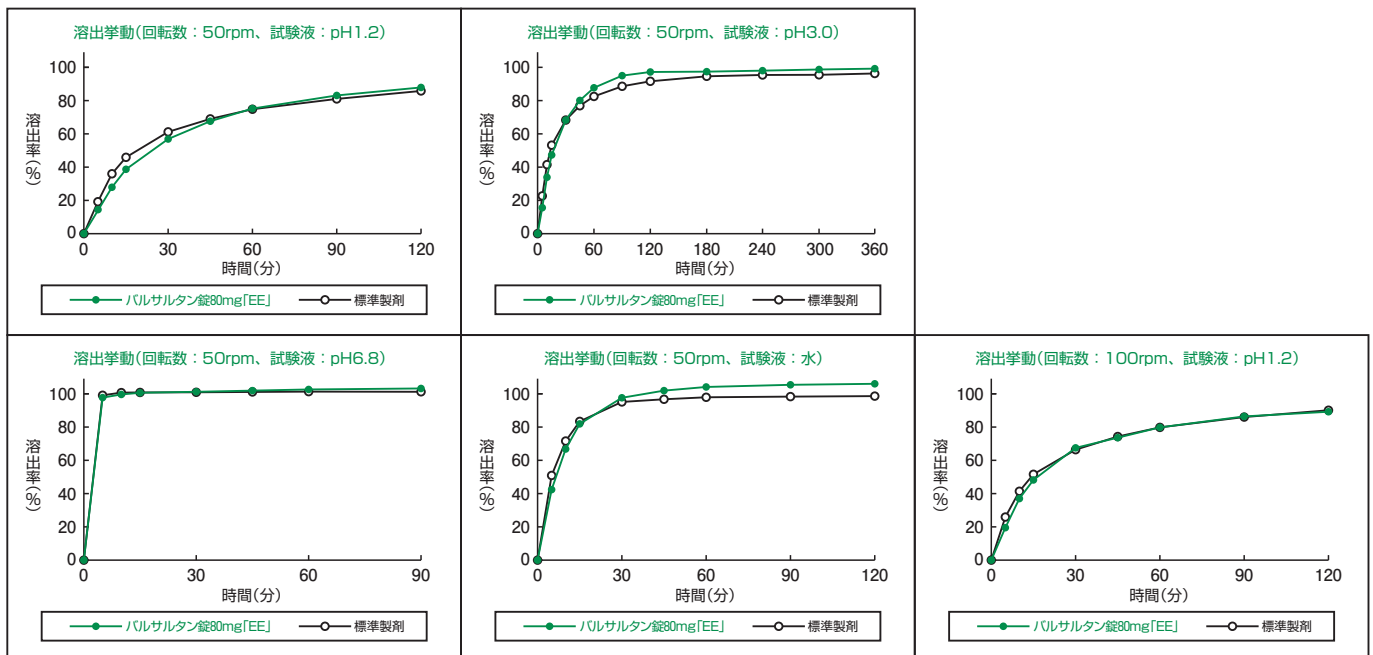 溶出挙動(回転数：50rpm、試験液：pH1.2)
100
80
60
40
20
0
溶出率(%)
0 30 60 90 120
時間(分)
バルサルタン錠80mg「EE」 標準製剤
溶出挙動(回転数：50rpm、試験液：pH3.0)
100
80
60
40
20
0
溶出率(%)
0 60 120 180 240 300 360
時間(分)
バルサルタン錠80mg「EE」 標準製剤
溶出挙動(回転数：50rpm、試験液：pH6.8)
100
80
60
40
20
0
溶出率(%)
0 30 60 90
時間(分)
バルサルタン錠80mg「EE」 標準製剤
溶出挙動(回転数：50rpm、試験液：水)
100
80
60
40
20
0
溶出率(%)
0 30 60 90 120
時間(分)
バルサルタン錠80mg「EE」 標準製剤
溶出挙動(回転数：100rpm、試験液：pH1.2)
100
80
60
40
20
0
溶出率(%)
0 30 60 90 120
時間(分)
バルサルタン錠80mg「EE」 標準製剤